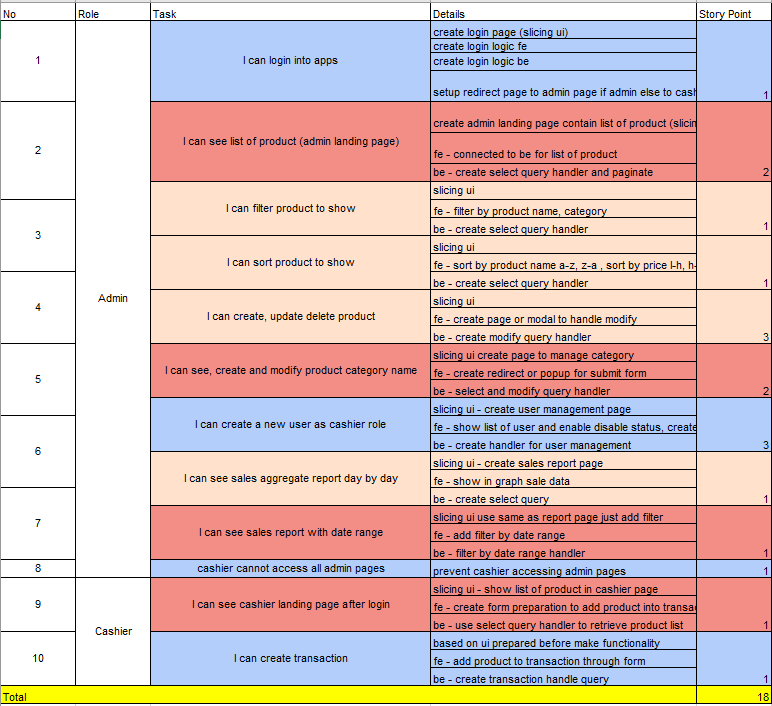 No Role Task Details Story Point
1 Admin I can login into apps create login page (slicing ui) 1
create login logic fe
create login logic be
setup redirect page to admin page if admin else to cash
2 I can see list of product (admin landing page) create admin landing page contain list of product (slicin 2
fe - connected to be for list of product
be - create select query handler and paginate
I can filter product to show slicing ui 1
fe - filter by product name, category
be - create select query handler
3 I can sort product to show slicing ui 1
fe - sort by product name a-z, z-a , sort by price l-h, h-
be - create select query handler
4 I can create, update delete product slicing ui 3
fe - create page or modal to handle modify
be - create modify query handler
5 I can see, create and modify product category name slicing ui create page to manage category 2
fe - create redirect or popup for submit form
be - select and modify query handler
6 I can create a new user as cashier role slicing ui - create user management page 3
fe - show list of user and enable disable status, create
be - create handler for user management
I can see sales aggregate report day by day slicing ui - create sales report page 1
fe - show in graph sale data
be - create select query
7 I can see sales report with date range slicing ui use same as report page just add filter 1
fe - add filter by date range
be - filter by date range handler
8 cashier cannot access all admin pages prevent cashier accessing admin pages 1
9 Cashier I can see cashier landing page after login slicing ui - show list of product in cashier page 1
fe - create form preparation to add product into transa
be - use select query handler to retrieve product list
10 I can create transaction based on ui prepared before make functionality 1
fe - add product to transaction through form
be - create transaction handle query
Total 18